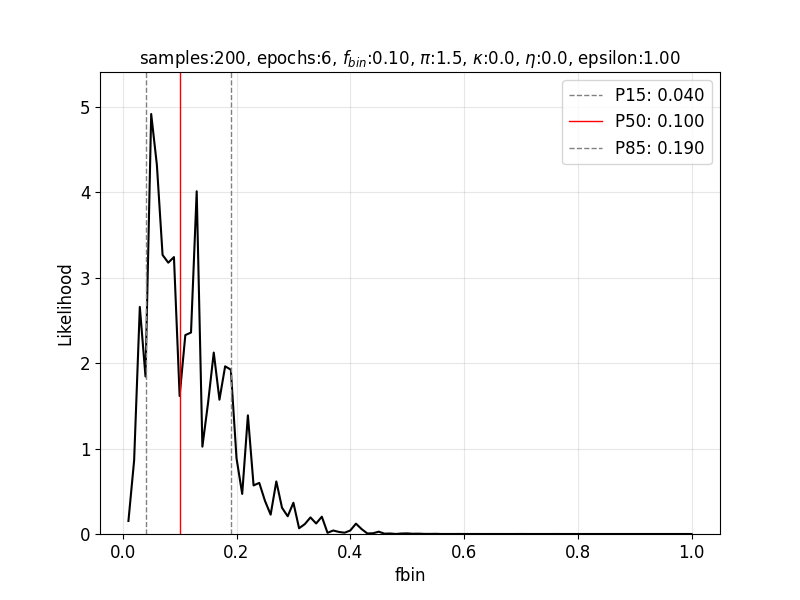 samples:200, epochs:6, f_bin:0.10, π:1.5, κ:0.0, η:0.0, epsilon:1.00
P15: 0.040
P50: 0.100
P85: 0.190
5
4
3
2
1
0
Likelihood
0.0 0.2 0.4 0.6 0.8 1.0
fbin